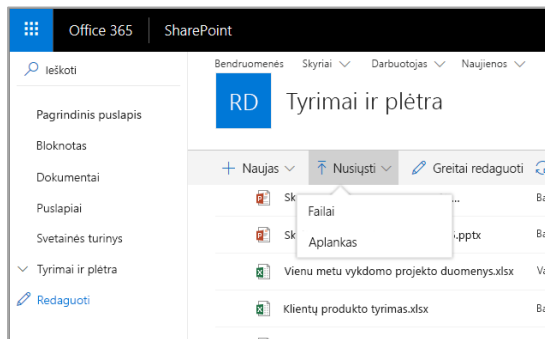 Office 365 SharePoint
Ieškoti
Bendruomenės Skyriai Darbuotojas Naujienos
RD Tyrimai ir plėtra
Pagrindinis puslapis
Bloknotas
Dokumentai
Puslapiai
Svetainės turinys
Tyrimai ir plėtra
Redaguoti
Naujas Nusiųsti Greitai redaguoti
Failai
Aplankas
.pptx
Vienu metu vykdomo projekto duomenys.xlsx
Klientų produkto tyrimas.xlsx